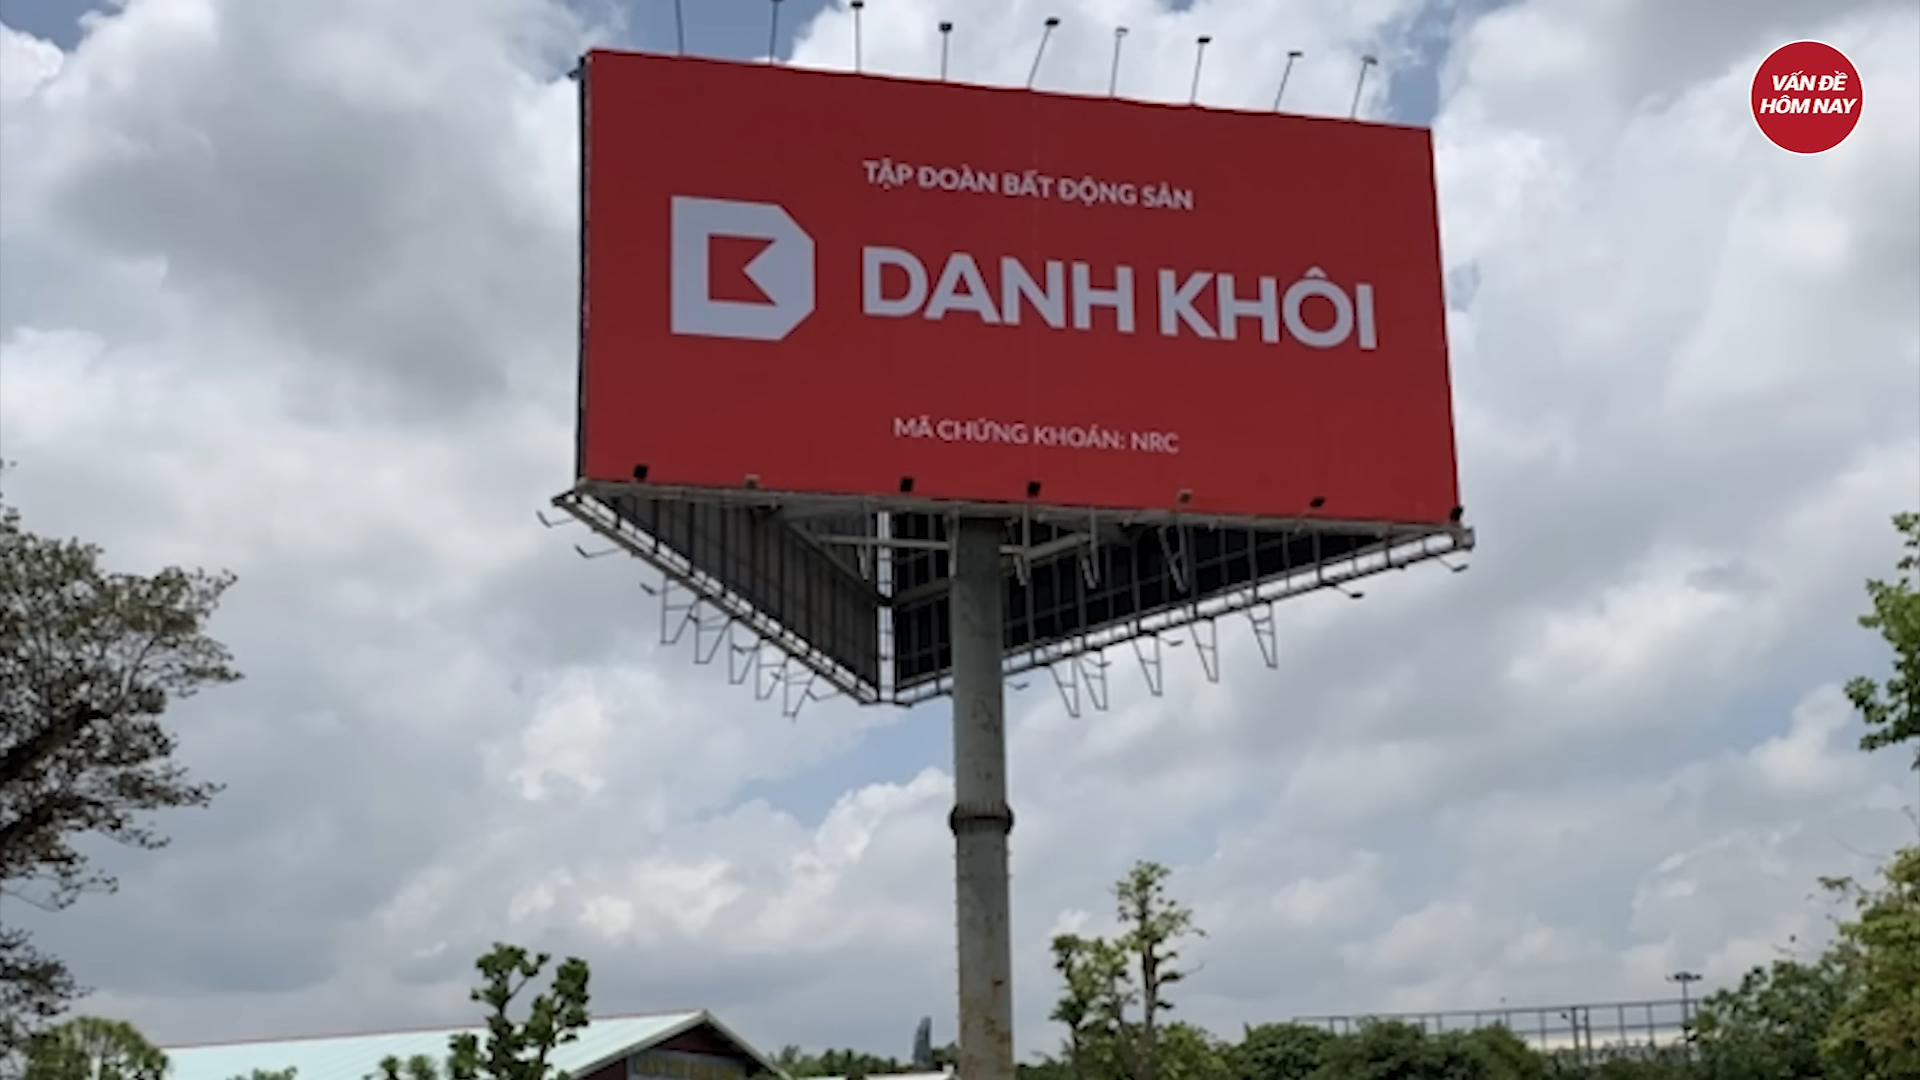 TẬP ĐOÀN BẤT ĐỘNG SẢN
DANH KHÔI
MÃ CHỨNG KHOÁN: NRC
VẤN ĐỀ
HÔM NAY